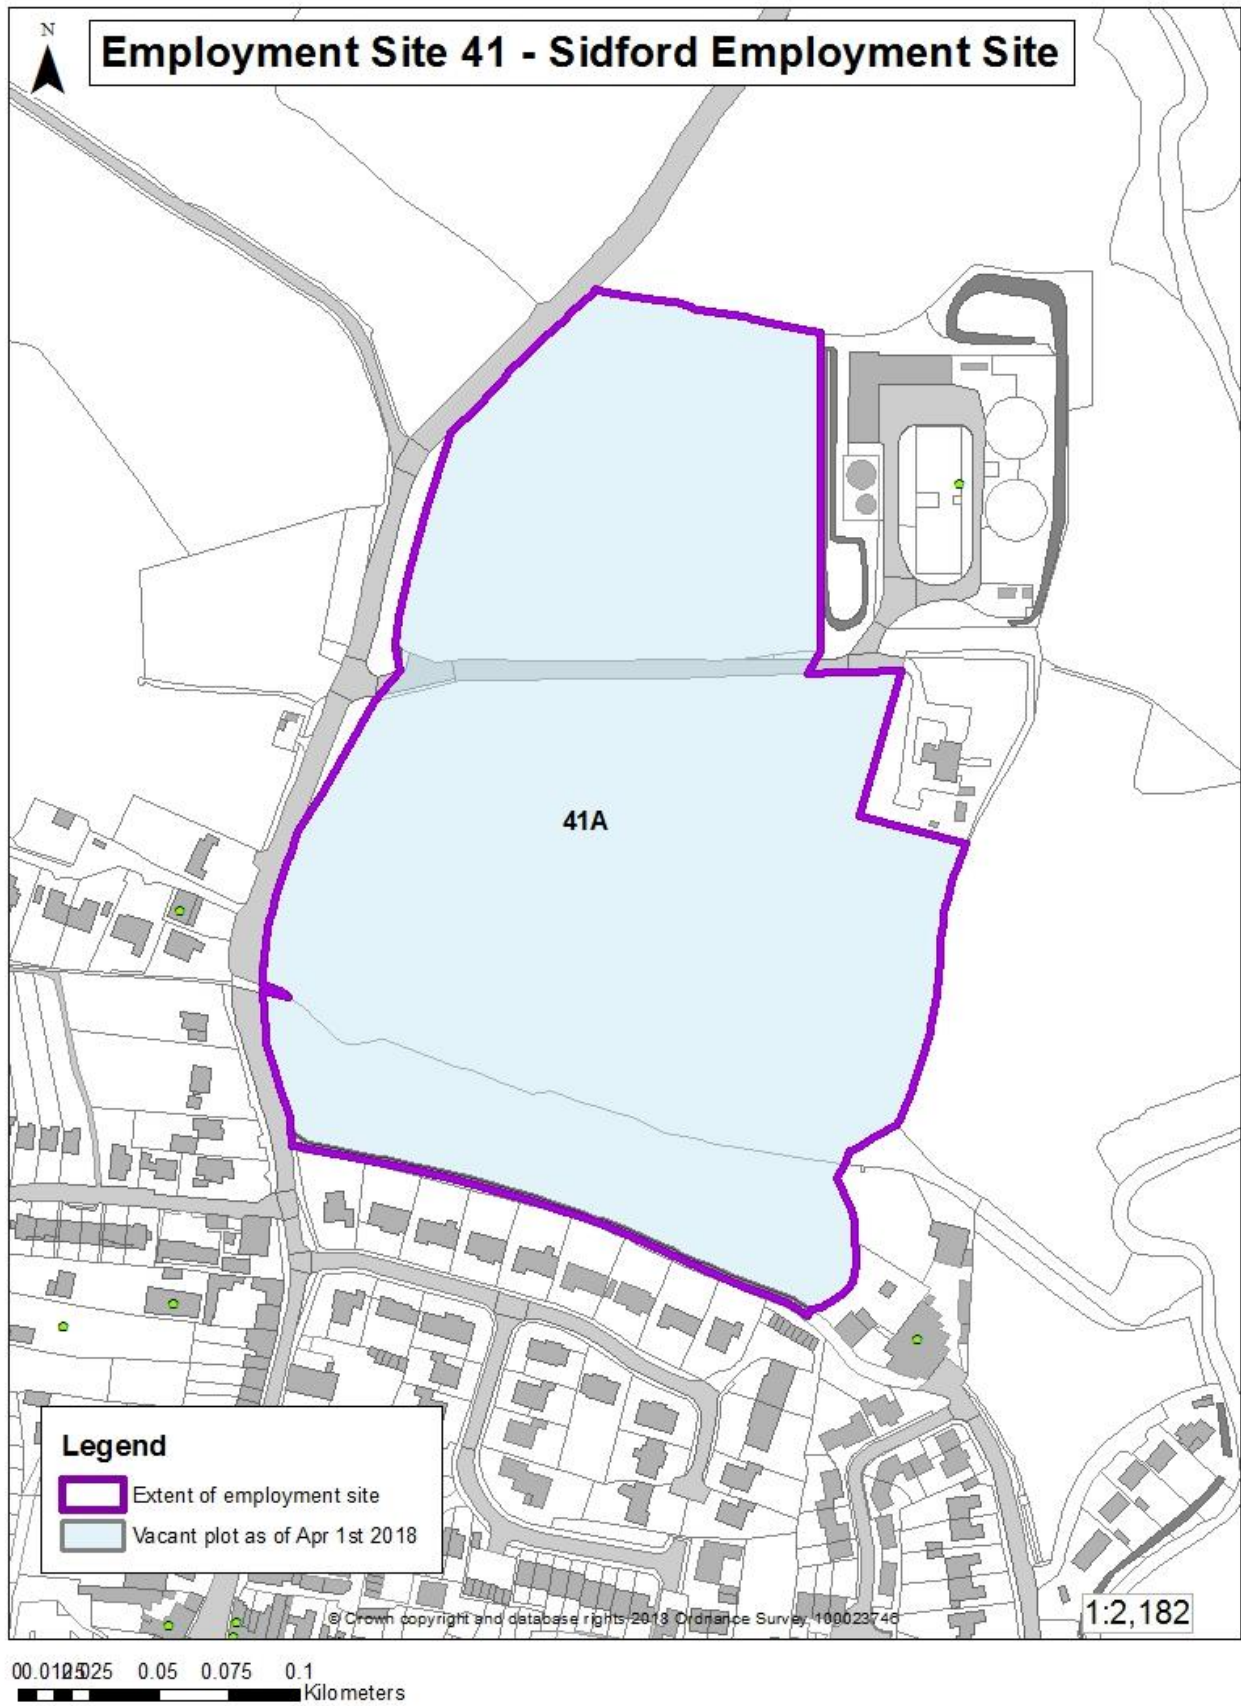 N
Employment Site 41 - Sidford Employment Site
41A
Legend
Extent of employment site
Vacant plot as of Apr 1st 2018
© Crown copyright and database rights 2018 Ordnance Survey 100023746
1:2,182
0.05 0.075 0.1
Kilometers